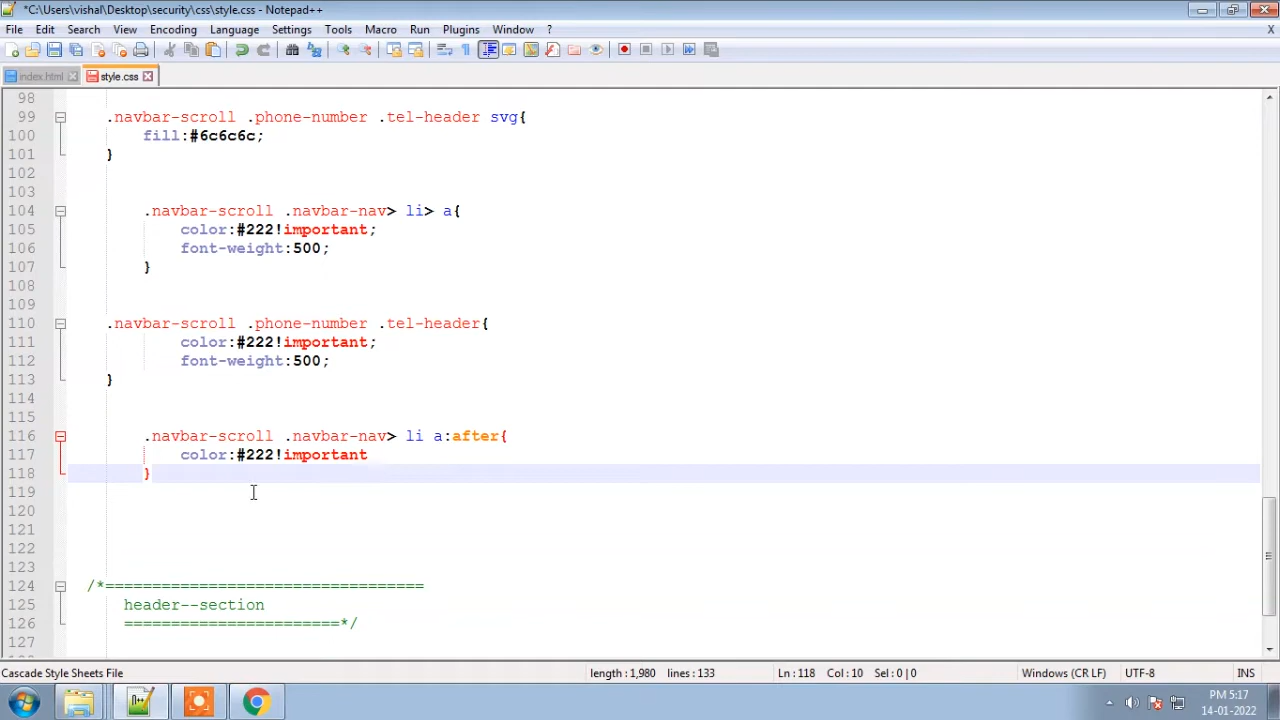 *C:\Users\vishal\Desktop\security\css\style.css - Notepad++
File Edit Search View Encoding Language Settings Tools Macro Run Plugins Window ? X
index.html style.css
98
99 .navbar-scroll .phone-number .tel-header svg{
100 fill:#6c6c6c;
101 }
102
103
104 .navbar-scroll .navbar-nav> li> a{
105 color:#222!important;
106 font-weight:500;
107 }
108
109
110 .navbar-scroll .phone-number .tel-header{
111 color:#222!important;
112 font-weight:500;
113 }
114
115
116 .navbar-scroll .navbar-nav> li a:after{
117 color:#222!important
118 }
119
120
121
122
123
124 /*==================================
125 header--section
126 =======================*/
127
Cascade Style Sheets File length : 1,980 lines : 133 Ln : 118 Col : 10 Sel : 0 | 0 Windows (CR LF) UTF-8 INS
PM 5:17
14-01-2022